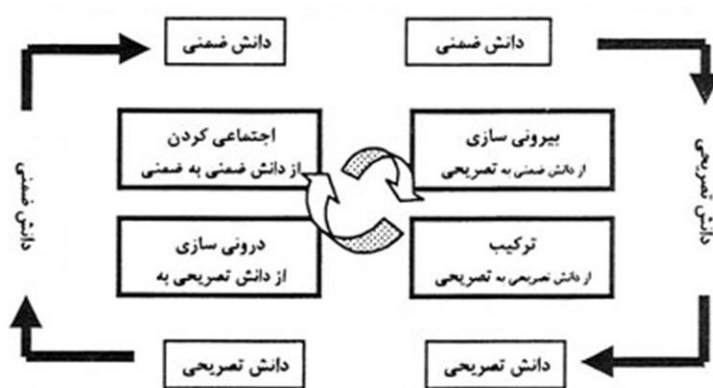 دانش ضمنی
دانش ضمنی
بیرونی سازی
از دانش ضمنی به تصریحی
اجتماعی کردن
از دانش ضمنی به ضمنی
دانش تصریحی
دانش ضمنی
ترکیب
از دانش تصریحی به تصریحی
درونی سازی
از دانش تصریحی به
دانش تصریحی
دانش تصریحی